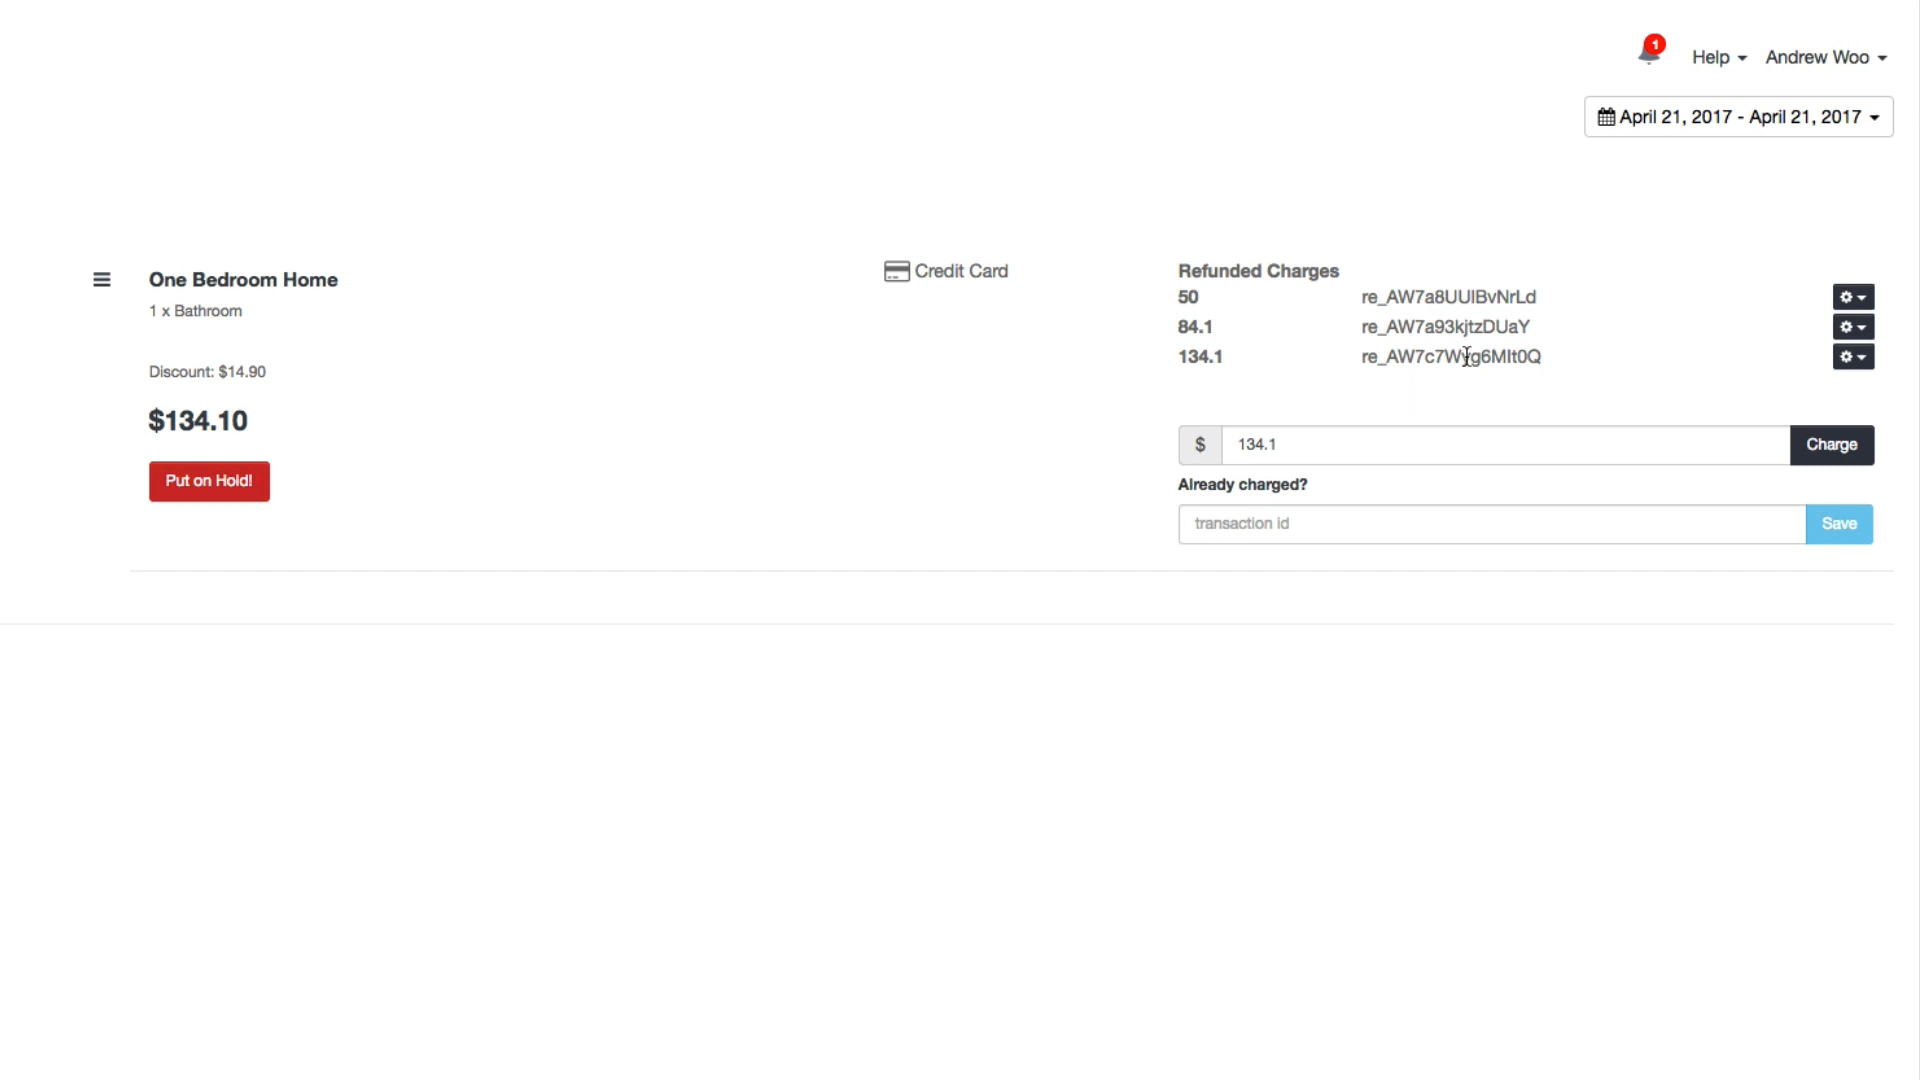 1
Help
Andrew Woo
April 21, 2017 - April 21, 2017
One Bedroom Home
1 x Bathroom
Discount: $14.90
$134.10
Put on Hold!
Credit Card
Refunded Charges
50 re_AW7a8UUlBvNrLd
84.1 re_AW7a93kjtzDUaY
134.1 re_AW7c7Wyg6MIt0Q
$ 134.1 Charge
Already charged?
transaction id Save